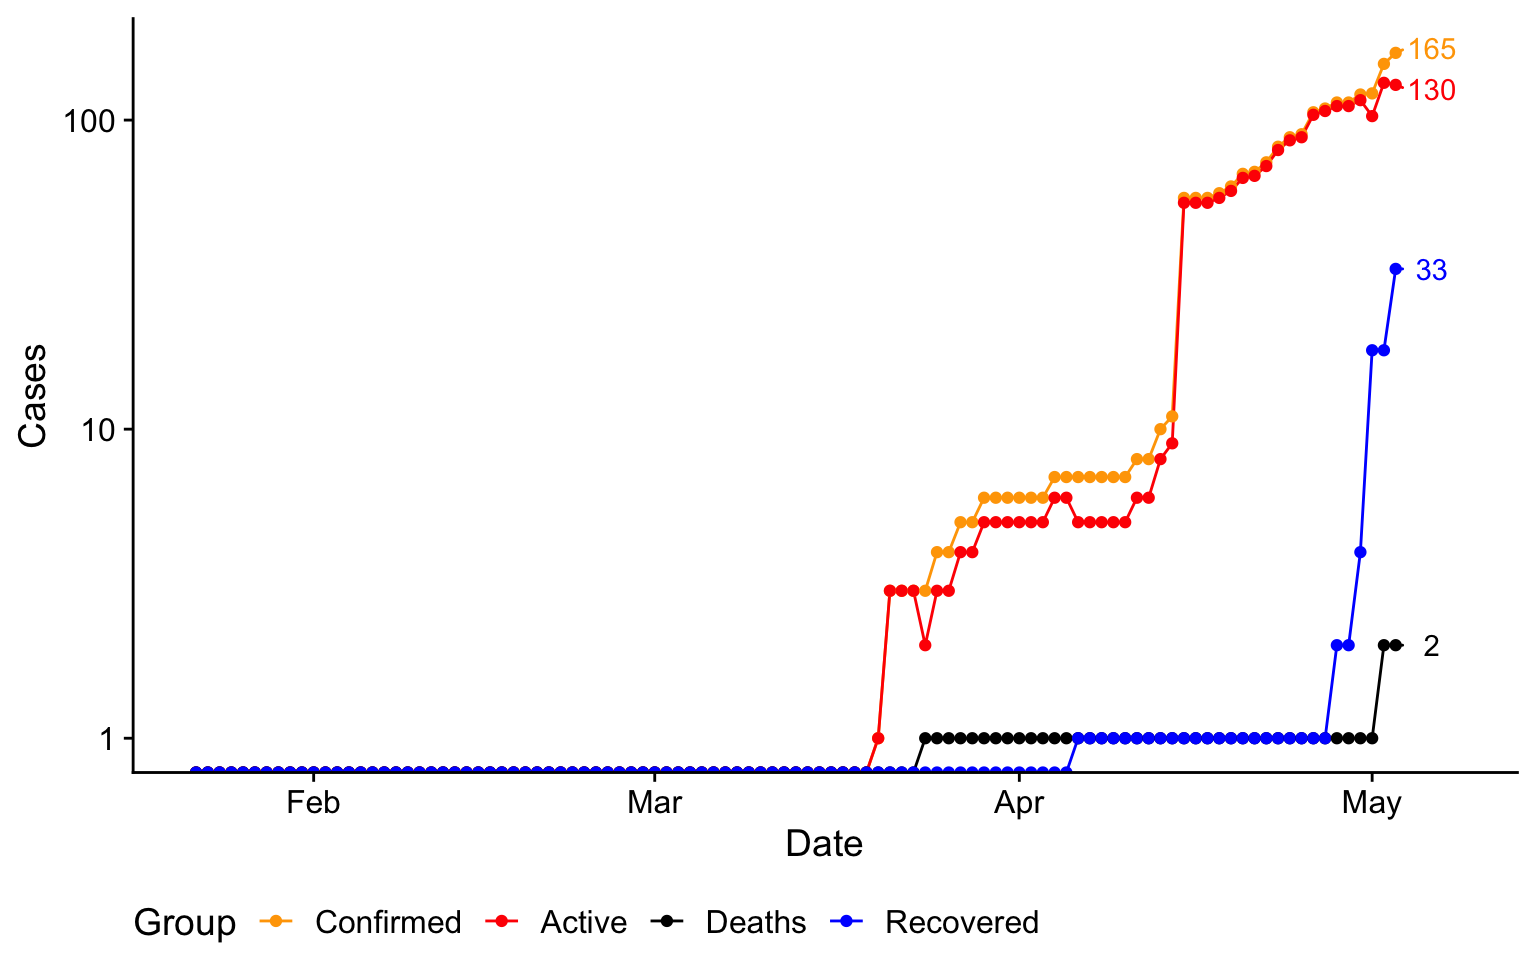 165
130
100
33
Cases
10
2
1
Feb Mar Apr May
Date
Group Confirmed Active Deaths Recovered